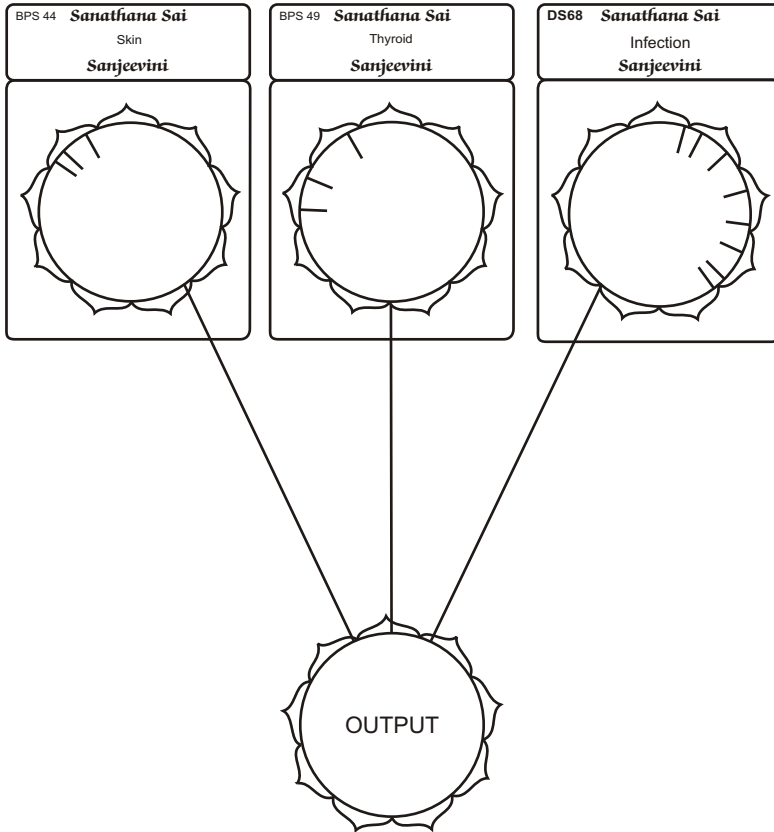 BPS 44 Sanathana Sai
Skin
Sanjeevini
BPS 49 Sanathana Sai
Thyroid
Sanjeevini
DS68 Sanathana Sai
Infection
Sanjeevini
OUTPUT